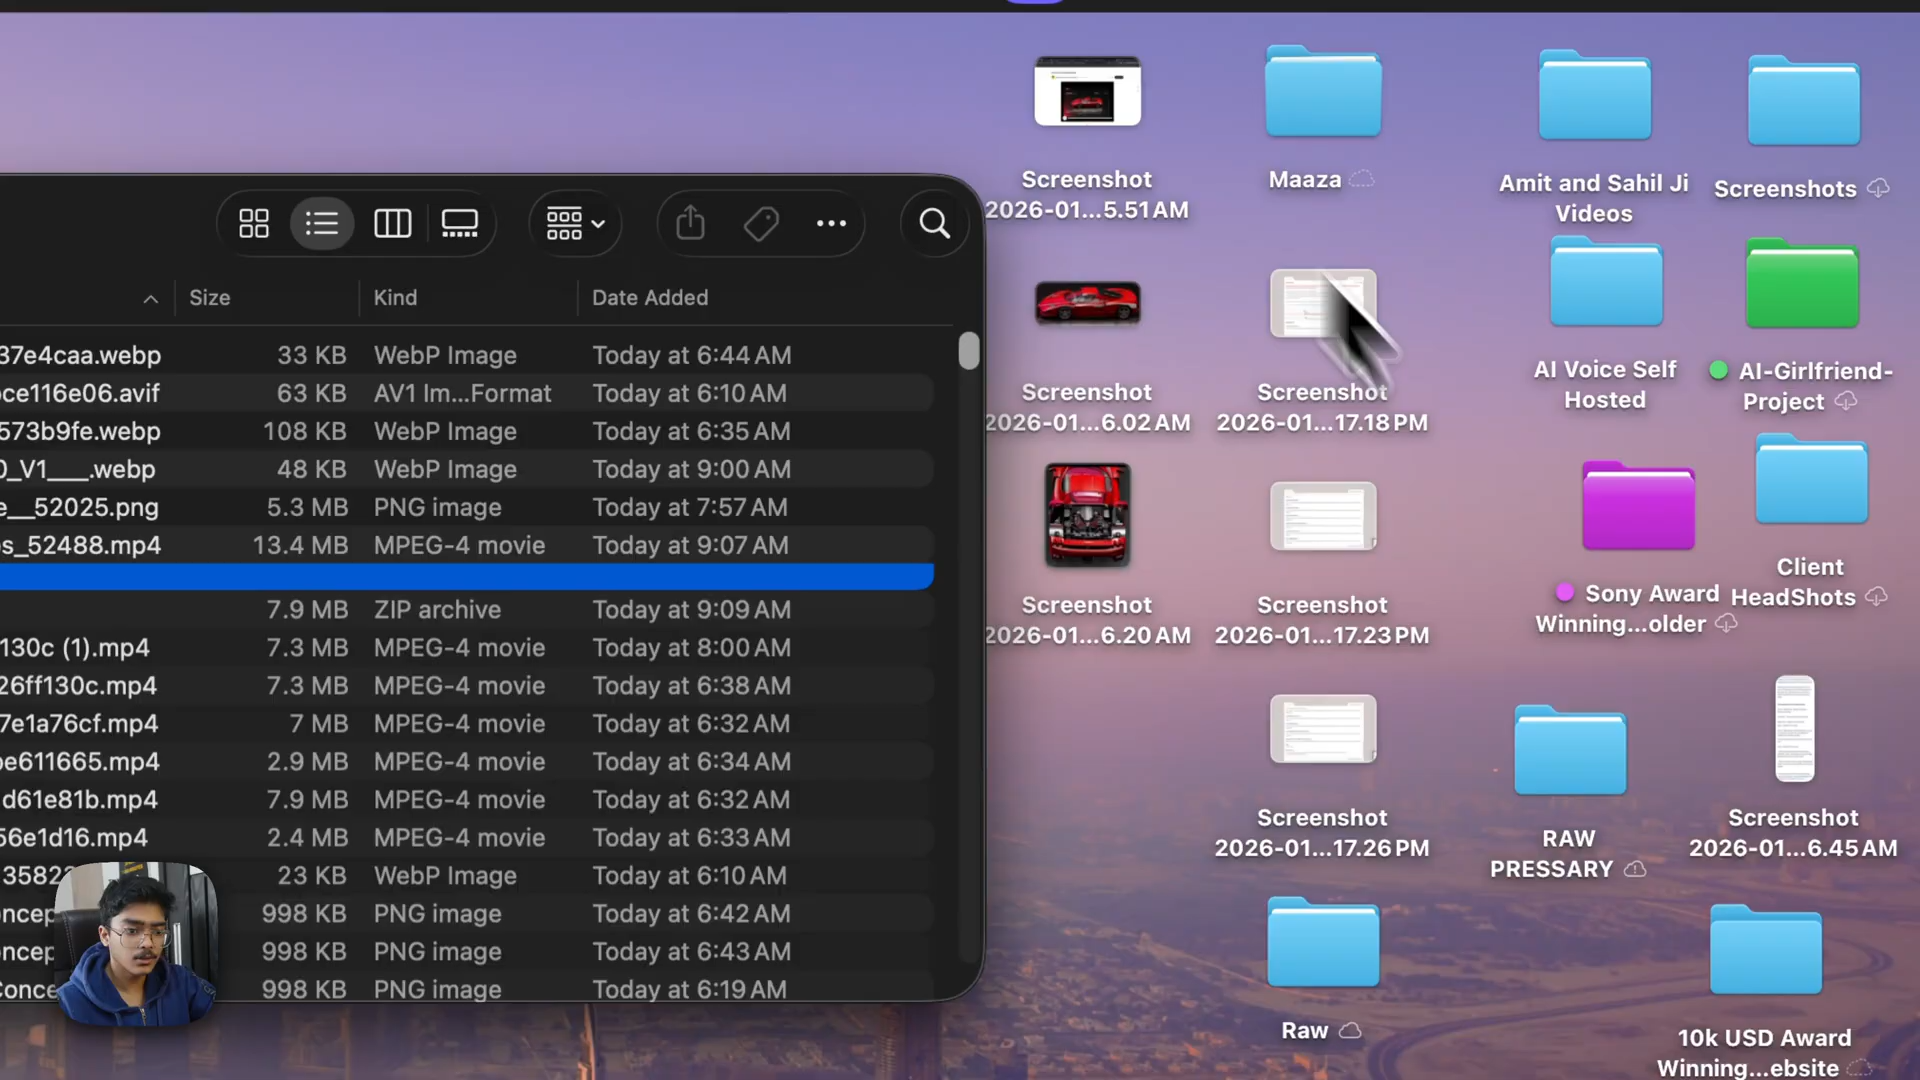 Size
Kind
Date Added
37e4caa.webp 33 KB WebP Image Today at 6:44 AM
ce116e06.avif 63 KB AV1 Im...Format Today at 6:10 AM
573b9fe.webp 108 KB WebP Image Today at 6:35 AM
_V1___.webp 48 KB WebP Image Today at 9:00 AM
e__52025.png 5.3 MB PNG image Today at 7:57 AM
s_52488.mp4 13.4 MB MPEG-4 movie Today at 9:07 AM
7.9 MB ZIP archive Today at 9:09 AM
130c (1).mp4 7.3 MB MPEG-4 movie Today at 8:00 AM
26ff130c.mp4 7.3 MB MPEG-4 movie Today at 6:38 AM
7e1a76cf.mp4 7 MB MPEG-4 movie Today at 6:32 AM
be611665.mp4 2.9 MB MPEG-4 movie Today at 6:34 AM
d61e81b.mp4 7.9 MB MPEG-4 movie Today at 6:32 AM
56e1d16.mp4 2.4 MB MPEG-4 movie Today at 6:33 AM
3582 23 KB WebP Image Today at 6:10 AM
ncep 998 KB PNG image Today at 6:42 AM
ncep 998 KB PNG image Today at 6:43 AM
Conce 998 KB PNG image Today at 6:19 AM
Screenshot
2026-01...5.51 AM
Maaza
Amit and Sahil Ji
Videos
Screenshots
Screenshot
2026-01...6.02 AM
Screenshot
2026-01...17.18 PM
AI Voice Self
Hosted
AI-Girlfriend-
Project
Screenshot
2026-01...6.20 AM
Screenshot
2026-01...17.23 PM
Sony Award
Winning...older
Client
HeadShots
Screenshot
2026-01...17.26 PM
RAW
PRESSARY
Screenshot
2026-01...6.45 AM
Raw
10k USD Award
Winning...ebsite